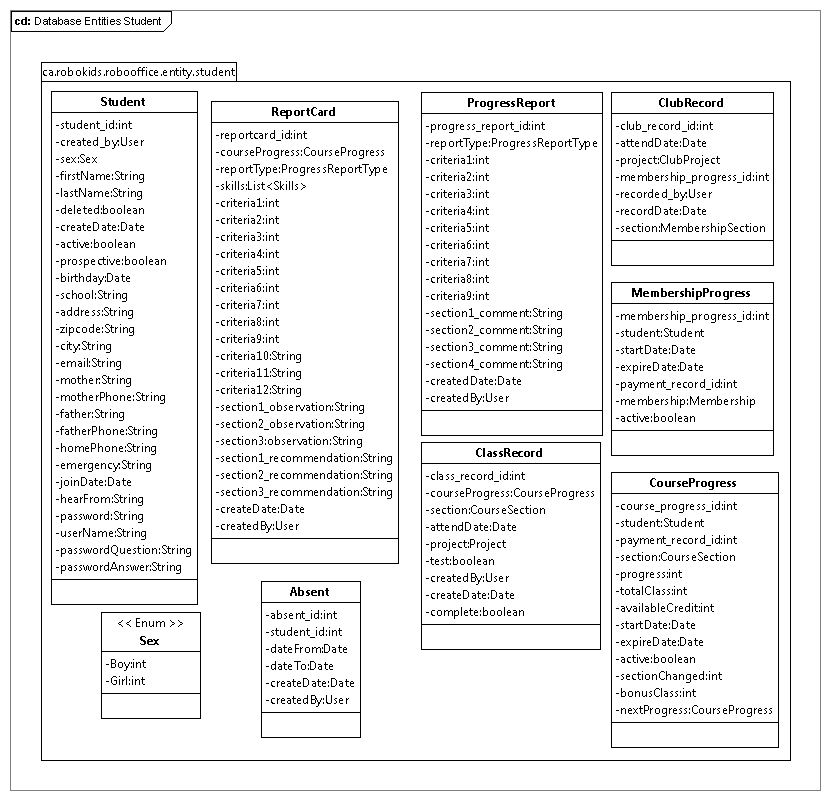 cd: Database Entities Student
ca.robokids.robooffice.entity.student
Student
-student_id:int
-created_by:User
-sex:Sex
-firstName:String
-lastName:String
-deleted:boolean
-createDate:Date
-active:boolean
-prospective:boolean
-birthday:Date
-school:String
-address:String
-zipcode:String
-city:String
-email:String
-mother:String
-motherPhone:String
-father:String
-fatherPhone:String
-homePhone:String
-emergency:String
-joinDate:Date
-hearFrom:String
-password:String
-userName:String
-passwordQuestion:String
-passwordAnswer:String
<< Enum >>
Sex
-Boy:int
-Girl:int
ReportCard
-reportcard_id:int
-courseProgress:CourseProgress
-reportType:ProgressReportType
-skills:List<Skills>
-criteria1:int
-criteria2:int
-criteria3:int
-criteria4:int
-criteria5:int
-criteria6:int
-criteria7:int
-criteria8:int
-criteria9:int
-criteria10:String
-criteria11:String
-criteria12:String
-section1_observation:String
-section2_observation:String
-section3:observation:String
-section1_recommendation:String
-section2_recommendation:String
-section3_recommendation:String
-createDate:Date
-createdBy:User
Absent
-absent_id:int
-student_id:int
-dateFrom:Date
-dateTo:Date
-createDate:Date
-createdBy:User
ProgressReport
-progress_report_id:int
-reportType:ProgressReportType
-criteria1:int
-criteria2:int
-criteria3:int
-criteria4:int
-criteria5:int
-criteria6:int
-criteria7:int
-criteria8:int
-criteria9:int
-section1_comment:String
-section2_comment:String
-section3_comment:String
-section4_comment:String
-createdDate:Date
-createdBy:User
ClassRecord
-class_record_id:int
-courseProgress:CourseProgress
-section:CourseSection
-attendDate:Date
-project:Project
-test:boolean
-createdBy:User
-createDate:Date
-complete:boolean
ClubRecord
-club_record_id:int
-attendDate:Date
-project:ClubProject
-membership_progress_id:int
-recorded_by:User
-recordDate:Date
-section:MembershipSection
MembershipProgress
-membership_progress_id:int
-student:Student
-startDate:Date
-expireDate:Date
-payment_record_id:int
-membership:Membership
-active:boolean
CourseProgress
-course_progress_id:int
-student:Student
-payment_record_id:int
-section:CourseSection
-progress:int
-totalClass:int
-availableCredit:int
-startDate:Date
-expireDate:Date
-active:boolean
-sectionChanged:int
-bonusClass:int
-nextProgress:CourseProgress